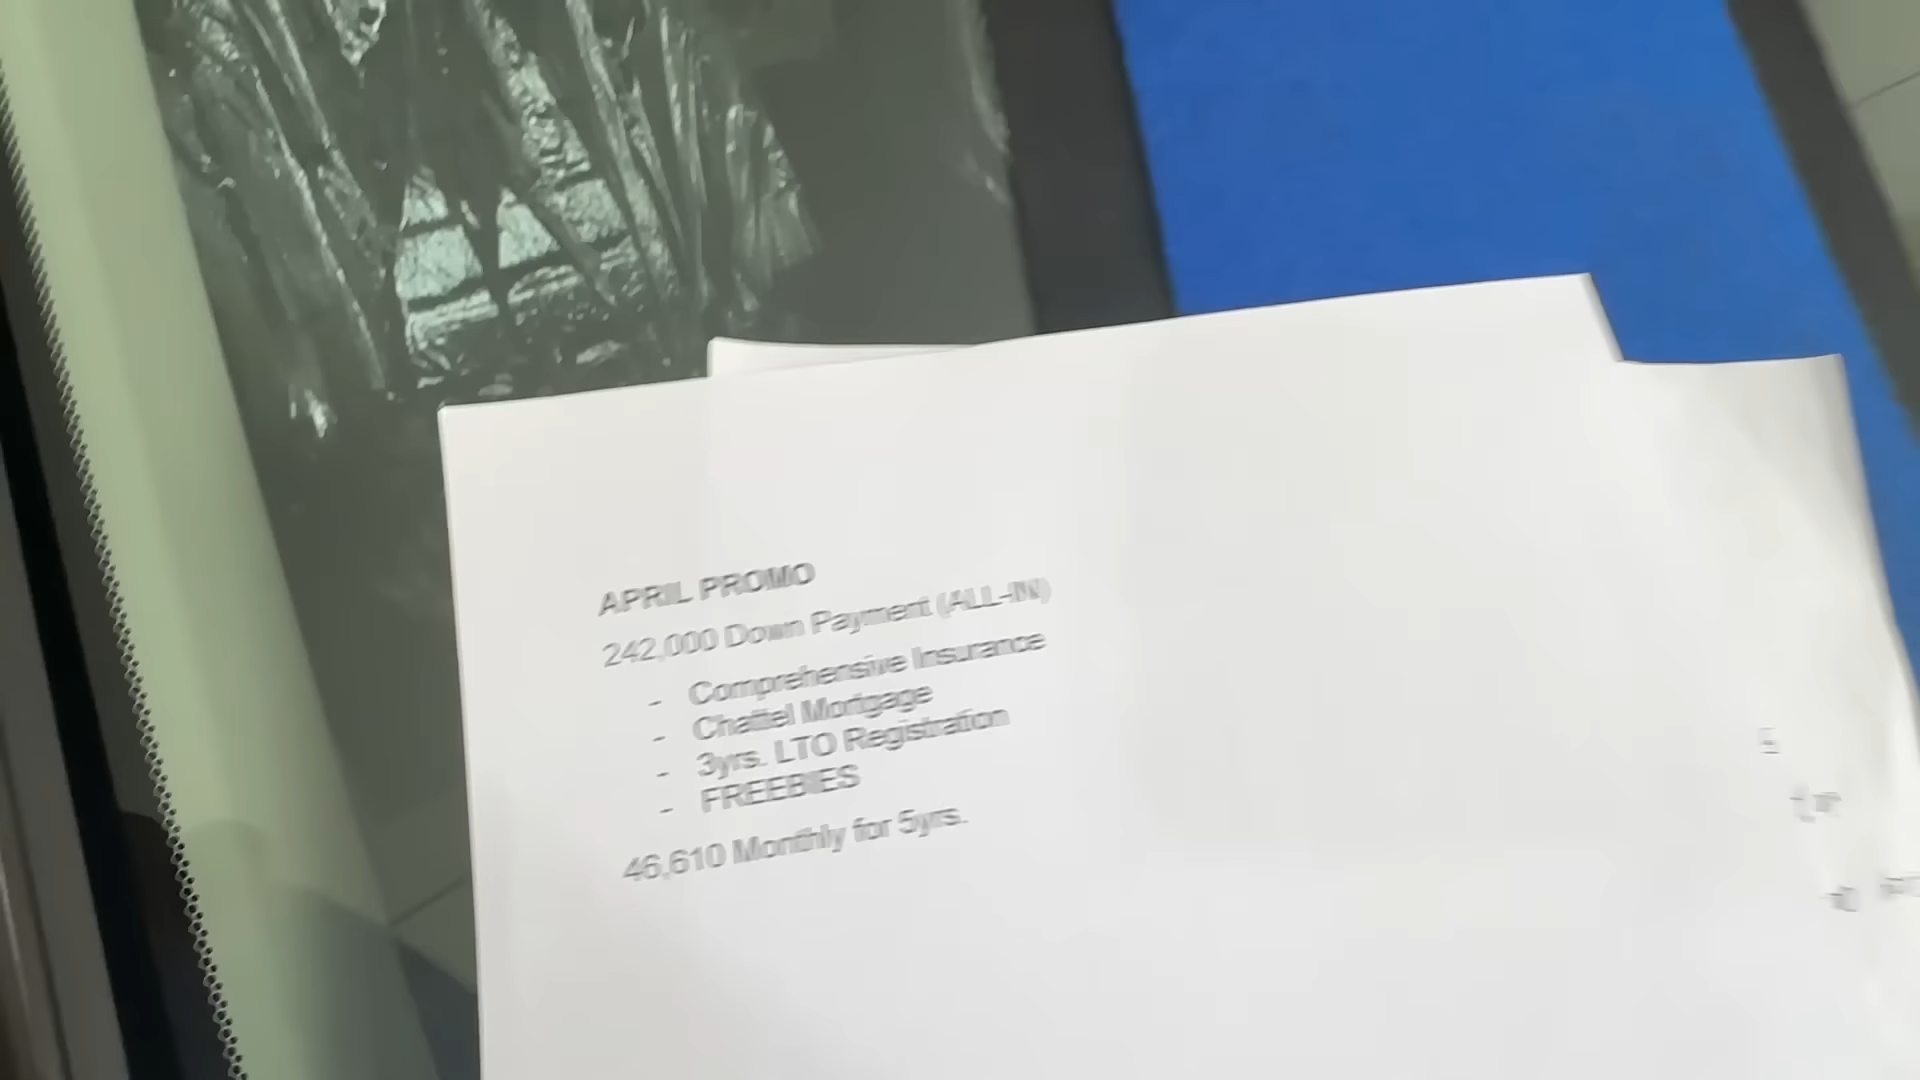 APRIL PROMO
242,000 Down Payment (ALL-IN)
- Comprehensive Insurance
- Chattel Mortgage
- 3yrs. LTO Registration
- FREEBIES
46,610 Monthly for 5yrs.